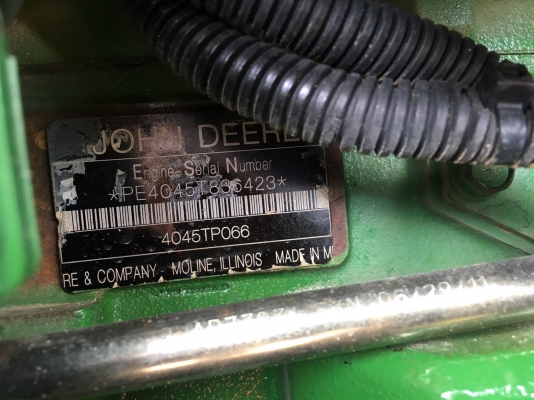 JOHN DEERE
Engine Serial Number
*PE4045T836423*
4045TP066
RE & COMPANY MOLINE, ILLINOIS MADE IN M